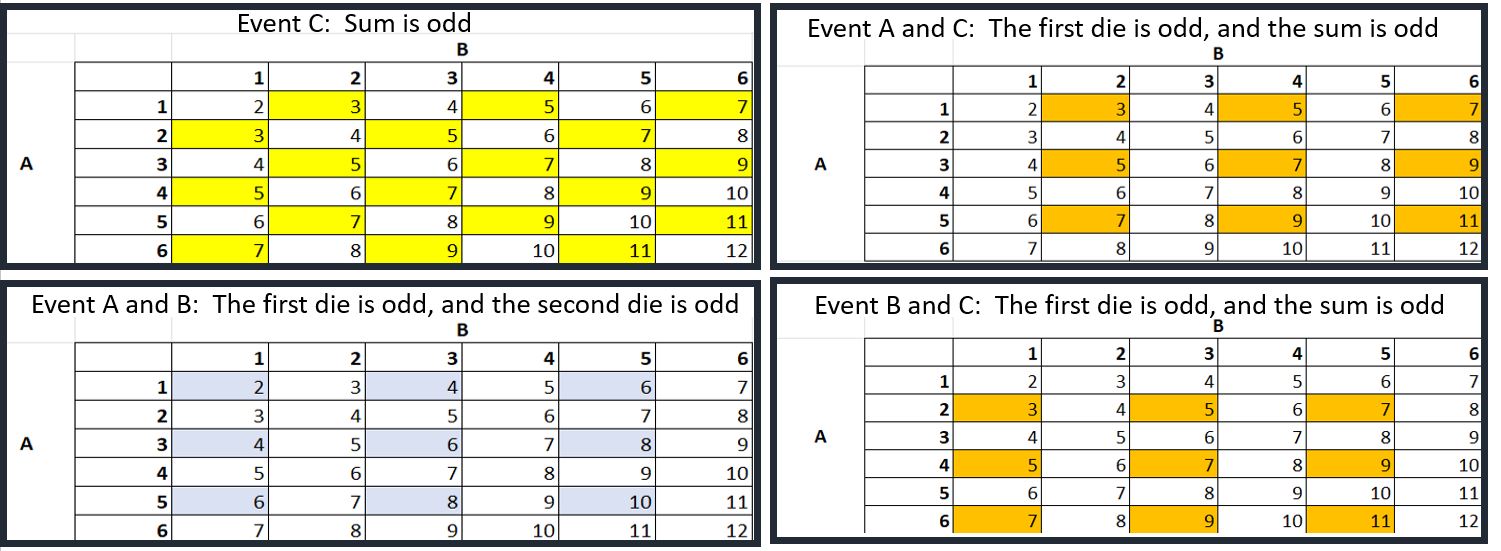 Event C: Sum is odd
B
1 2 3 4 5 6
1 2 3 4 5 6 7
2 3 4 5 6 7 8
A 3 4 5 6 7 8 9
4 5 6 7 8 9 10
5 6 7 8 9 10 11
6 7 8 9 10 11 12
Event A and C: The first die is odd, and the sum is odd
B
1 2 3 4 5 6
1 2 3 4 5 6 7
2 3 4 5 6 7 8
A 3 4 5 6 7 8 9
4 5 6 7 8 9 10
5 6 7 8 9 10 11
6 7 8 9 10 11 12
Event A and B: The first die is odd, and the second die is odd
B
1 2 3 4 5 6
1 2 3 4 5 6 7
2 3 4 5 6 7 8
A 3 4 5 6 7 8 9
4 5 6 7 8 9 10
5 6 7 8 9 10 11
6 7 8 9 10 11 12
Event B and C: The first die is odd, and the sum is odd
B
1 2 3 4 5 6
1 2 3 4 5 6 7
2 3 4 5 6 7 8
A 3 4 5 6 7 8 9
4 5 6 7 8 9 10
5 6 7 8 9 10 11
6 7 8 9 10 11 12